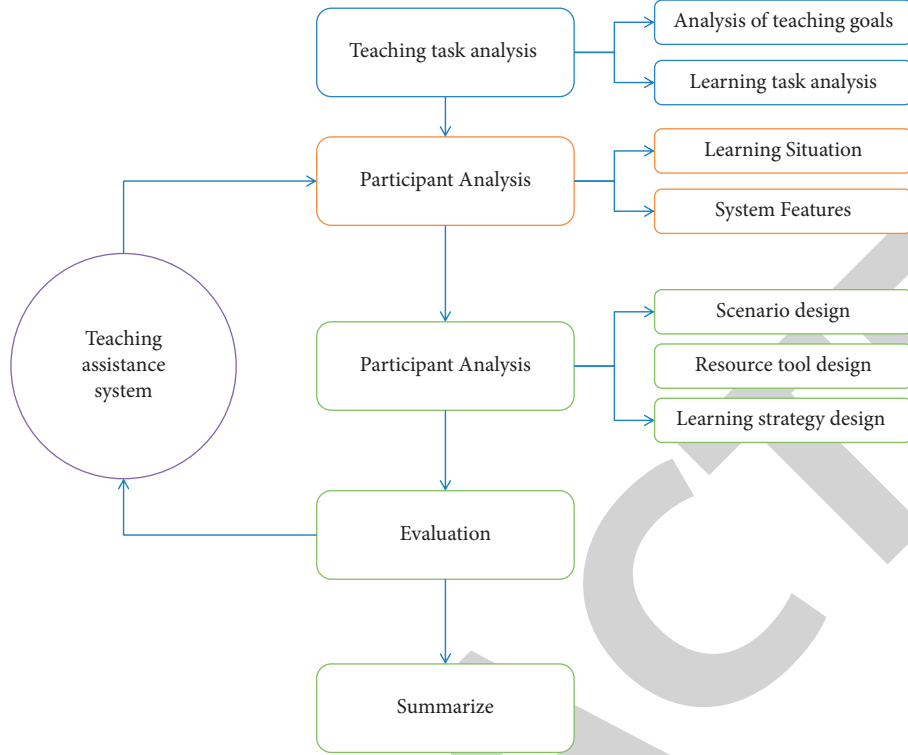 Teaching task analysis
Analysis of teaching goals
Learning task analysis
Participant Analysis
Learning Situation
System Features
Teaching
assistance
system
Participant Analysis
Scenario design
Resource tool design
Learning strategy design
Evaluation
Summarize